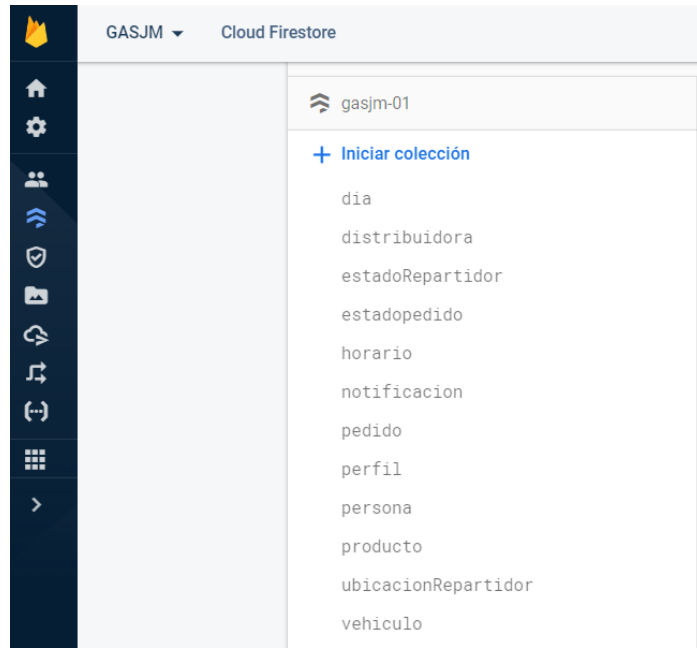 GASJM Cloud Firestore
gasjm-01
Iniciar colección
dia
distribuidora
estadoRepartidor
estadopedido
horario
notificacion
pedido
perfil
persona
producto
ubicacionRepartidor
vehiculo